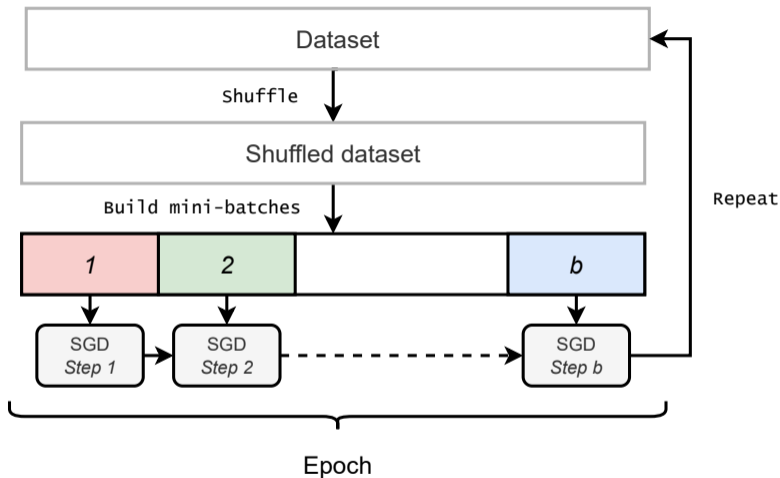 Dataset
Shuffle
Shuffled dataset
Build mini-batches
Repeat
1
2
b
SGD
Step 1
SGD
Step 2
SGD
Step b
Epoch